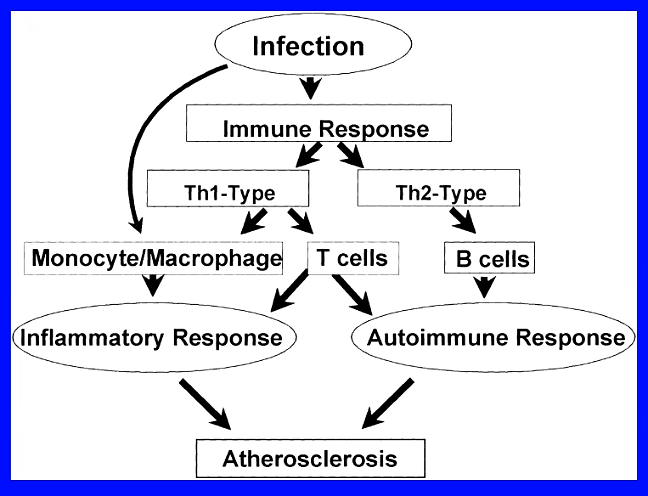 Infection
Immune Response
Th1-Type
Th2-Type
Monocyte/Macrophage
T cells
B cells
Inflammatory Response
Autoimmune Response
Atherosclerosis